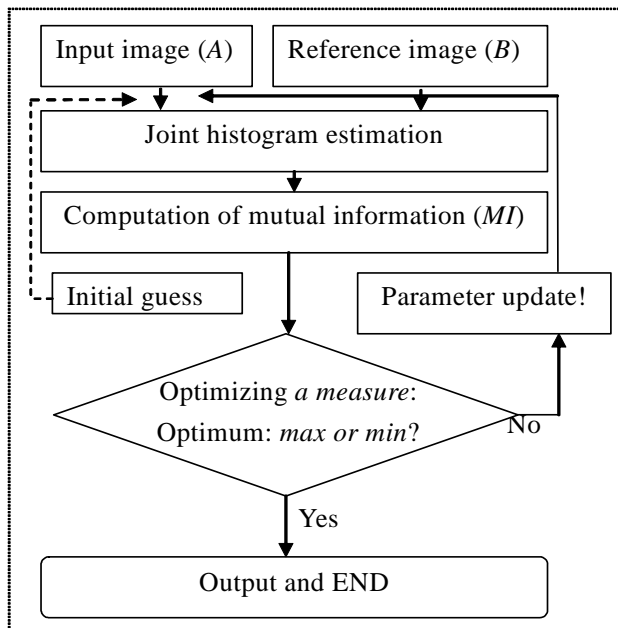 Input image (A)
Reference image (B)
Joint histogram estimation
Computation of mutual information (MI)
Initial guess
Parameter update!
Optimizing a measure:
Optimum: max or min?
No
Yes
Output and END